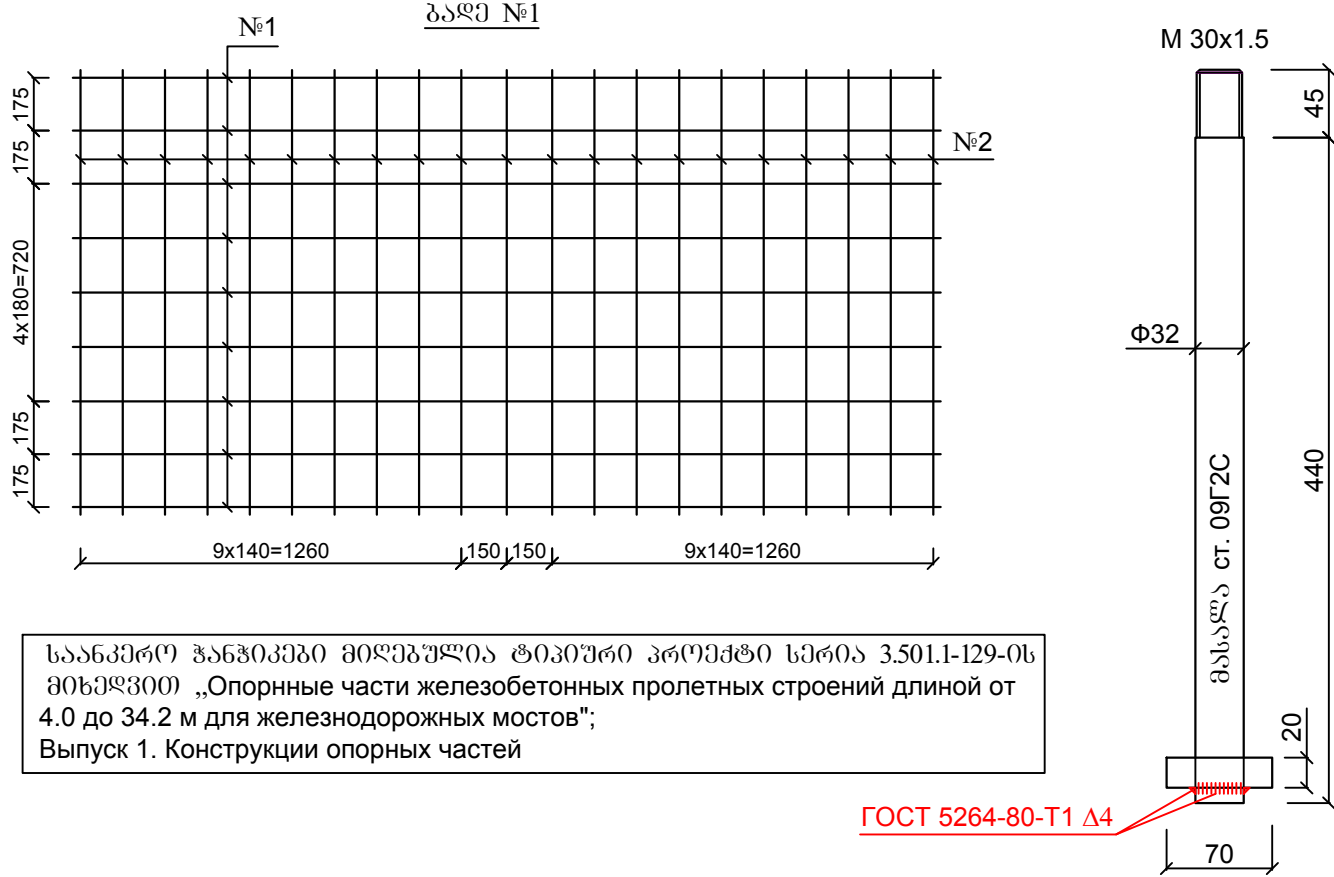 ბადე №1
№1
№2
175
175
4x180=720
175
175
9x140=1260
150
150
9x140=1260
საანკერო ჭანჭიკები მიღებულია ტიპიური პროექტი სერია 3.501.1-129-ის
მიხედვით „Опорнные части железобетонных пролетных строений длиной от
4.0 до 34.2 м для железнодорожных мостов";
Выпуск 1. Конструкции опорных частей
М 30x1.5
45
Ф32
440
მასალა ст. 09Г2С
20
ГОСТ 5264-80-Т1 Δ4
70